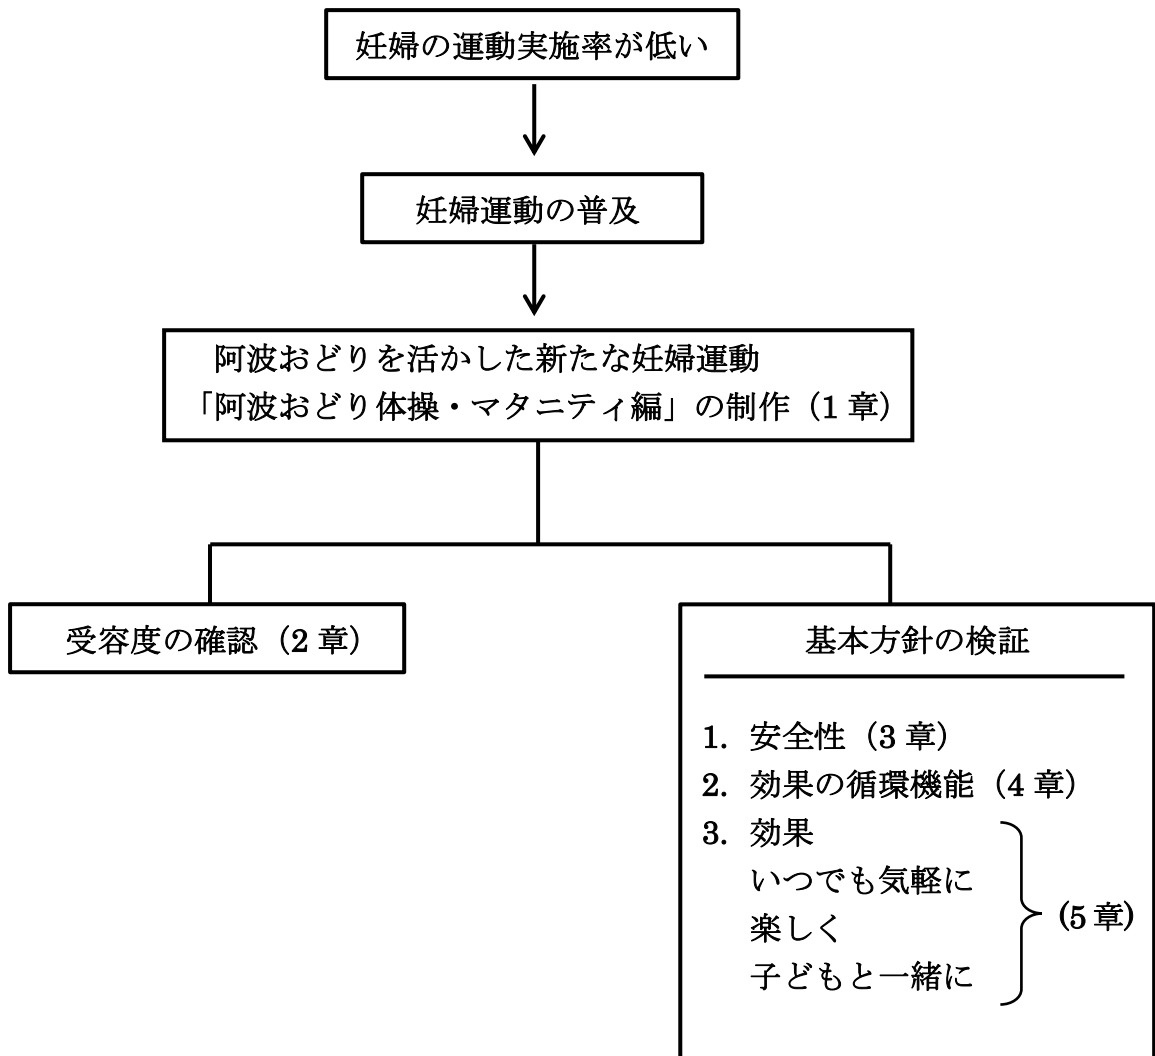 妊婦の運動実施率が低い
妊婦運動の普及
阿波おどりを活かした新たな妊婦運動
「阿波おどり体操・マタニティ編」の制作（1 章）
受容度の確認（2 章）
基本方針の検証
1. 安全性（3 章）
2. 効果の循環機能（4 章）
3. 効果
いつでも気軽に
楽しく
子どもと一緒に
(5 章)